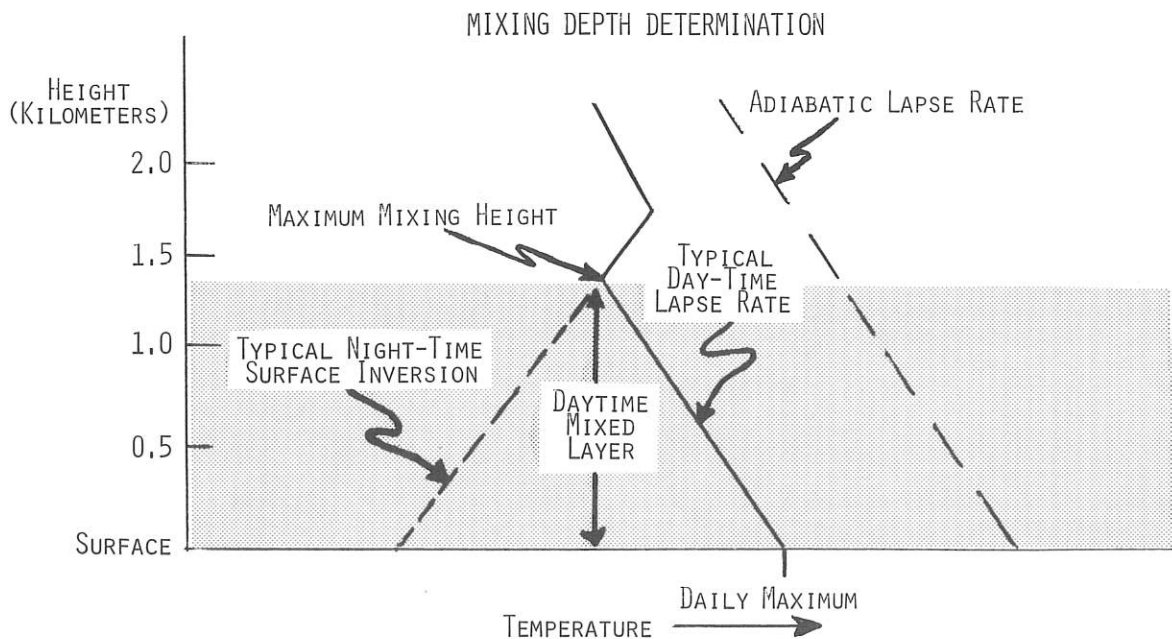 MIXING DEPTH DETERMINATION
HEIGHT
(KILOMETERS)
ADIABATIC LAPSE RATE
2.0
MAXIMUM MIXING HEIGHT
1.5
TYPICAL
DAY-TIME
LAPSE RATE
1.0
TYPICAL NIGHT-TIME
SURFACE INVERSION
DAYTIME
MIXED
LAYER
0.5
SURFACE
DAILY MAXIMUM
TEMPERATURE